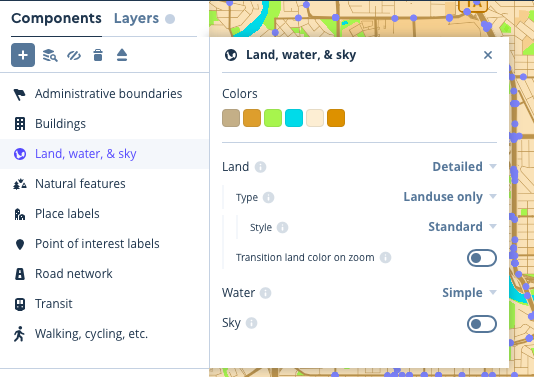 Components Layers
Administrative boundaries
Buildings
Land, water, & sky
Natural features
Place labels
Point of interest labels
Road network
Transit
Walking, cycling, etc.
Land, water, & sky
Colors
Land Detailed
Type Landuse only
Style Standard
Transition land color on zoom
Water Simple
Sky